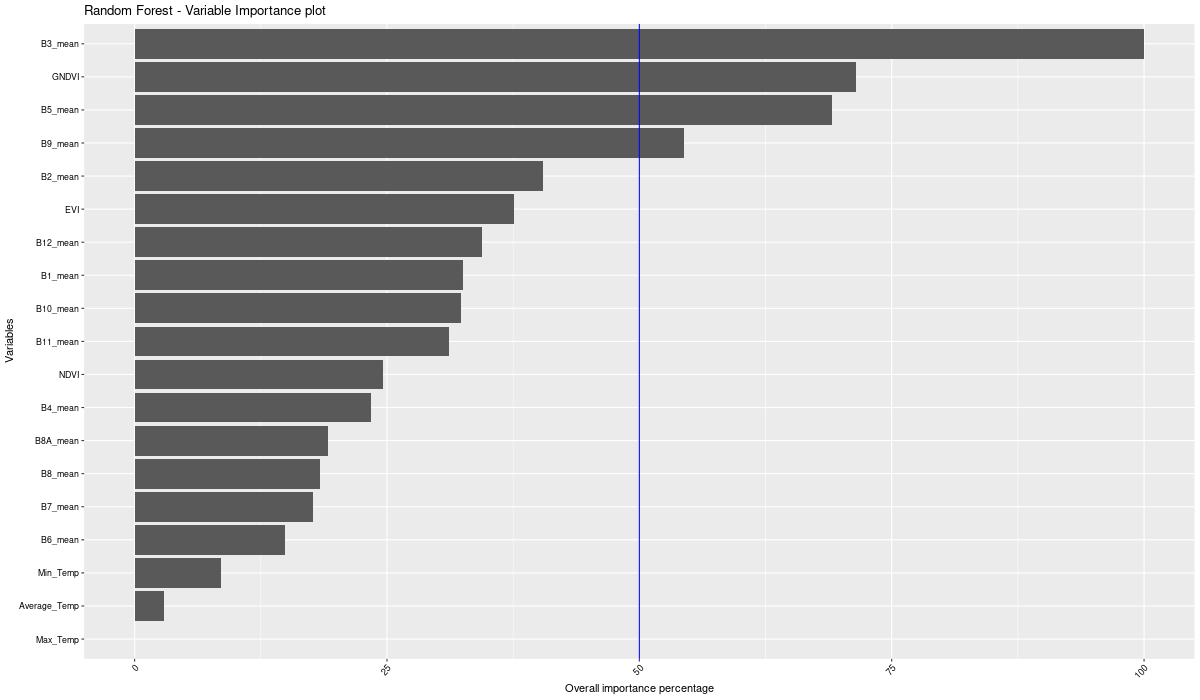 Random Forest - Variable Importance plot
Variables
B3_mean
GNDVI
B5_mean
B9_mean
B2_mean
EVI
B12_mean
B1_mean
B10_mean
B11_mean
NDVI
B4_mean
B8A_mean
B8_mean
B7_mean
B6_mean
Min_Temp
Average_Temp
Max_Temp
0 25 50 75 100
Overall importance percentage